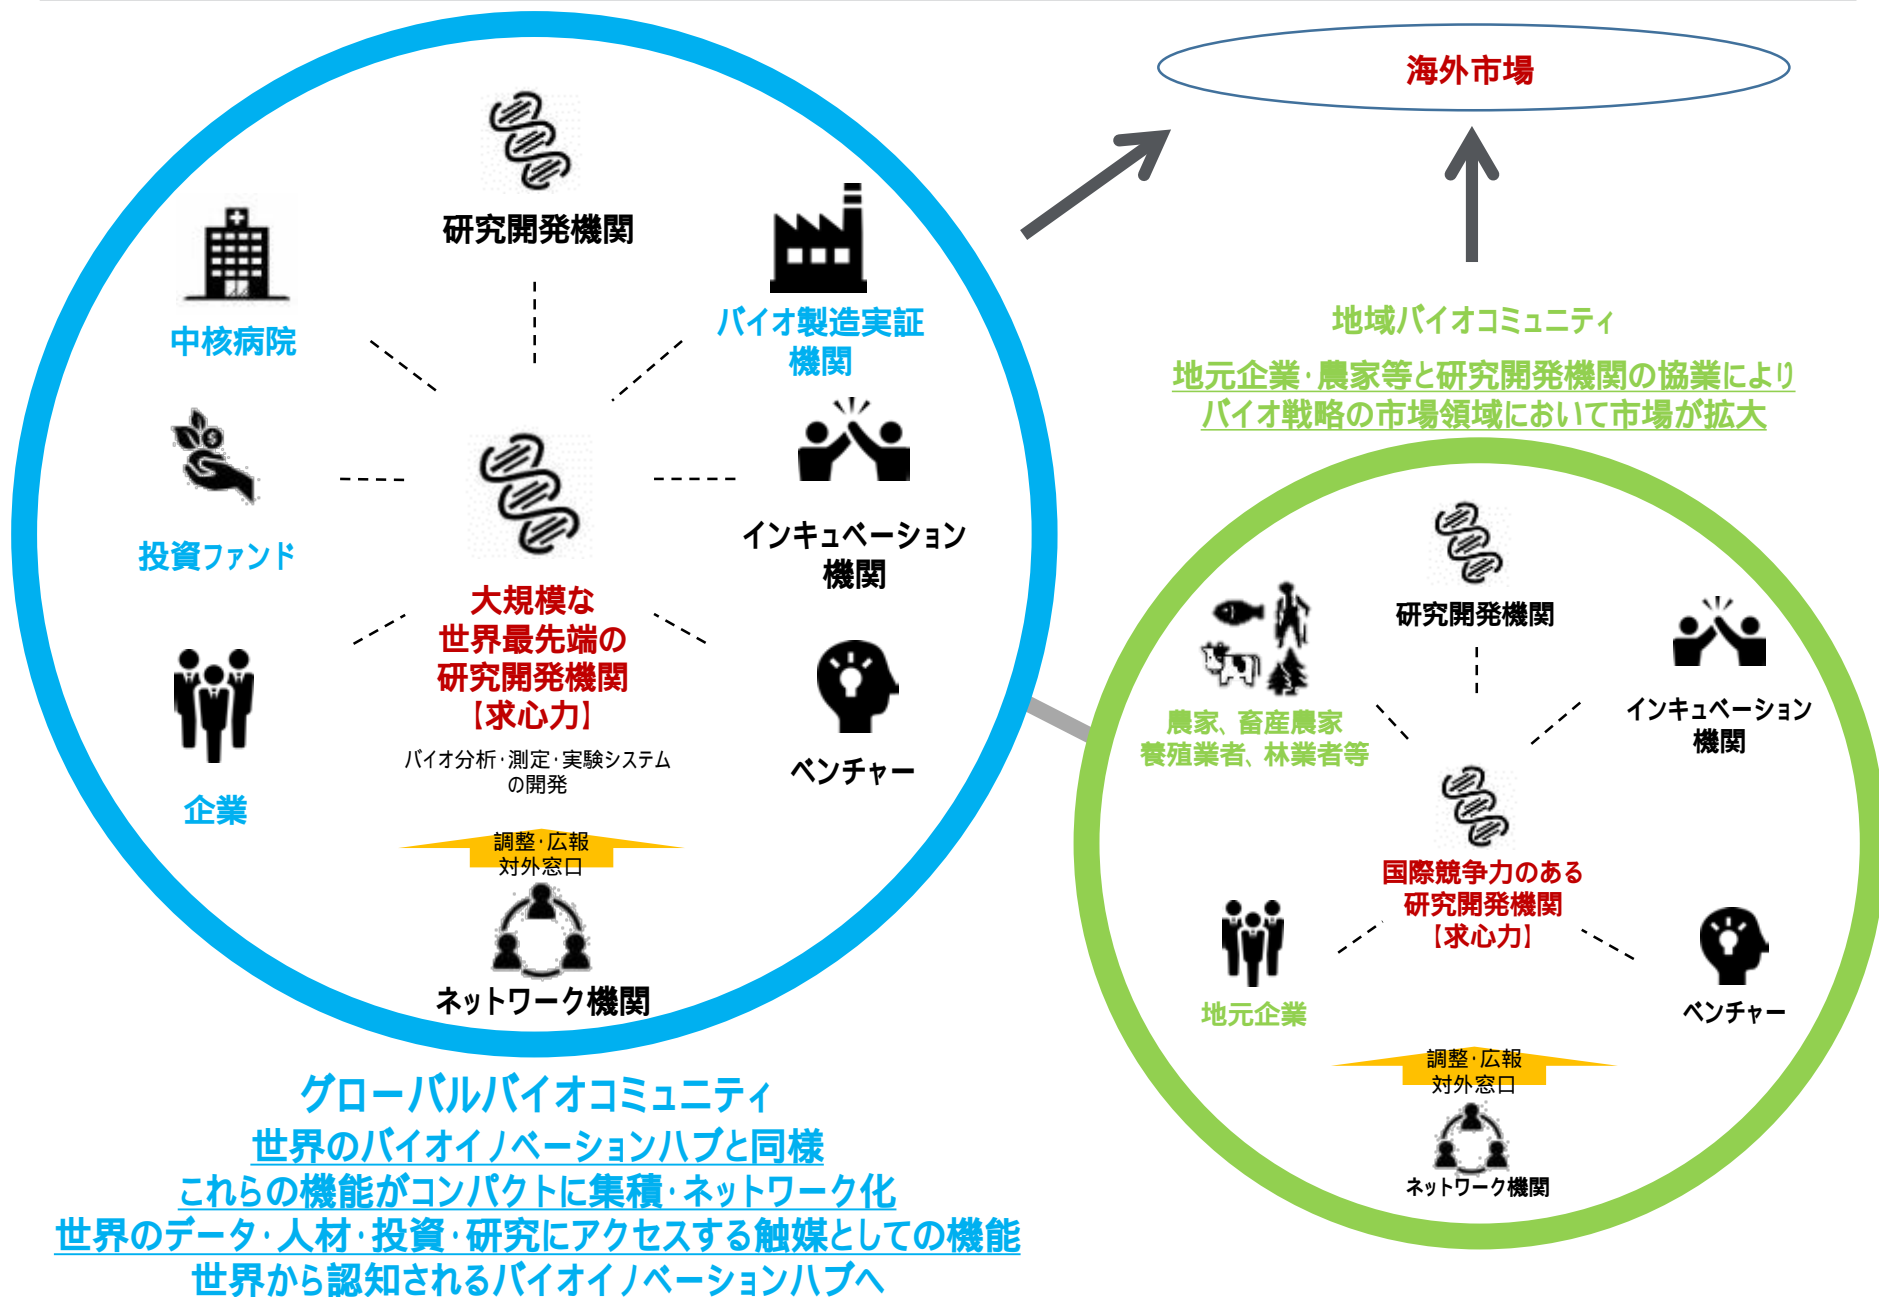 海外市場
研究開発機関
中核病院
バイオ製造実証
機関
投資ファンド
インキュベーション
機関
大規模な
世界最先端の
研究開発機関
【求心力】
バイオ分析・測定・実験システム
の開発
企業
ベンチャー
調整・広報
対外窓口
ネットワーク機関
グローバルバイオコミュニティ
世界のバイオイノベーションハブと同様
これらの機能がコンパクトに集積・ネットワーク化
世界のデータ・人材・投資・研究にアクセスする触媒としての機能
世界から認知されるバイオイノベーションハブへ
地域バイオコミュニティ
地元企業・農家等と研究開発機関の協業により
バイオ戦略の市場領域において市場が拡大
研究開発機関
農家、畜産農家
養殖業者、林業者等
インキュベーション
機関
国際競争力のある
研究開発機関
【求心力】
地元企業
ベンチャー
調整・広報
対外窓口
ネットワーク機関